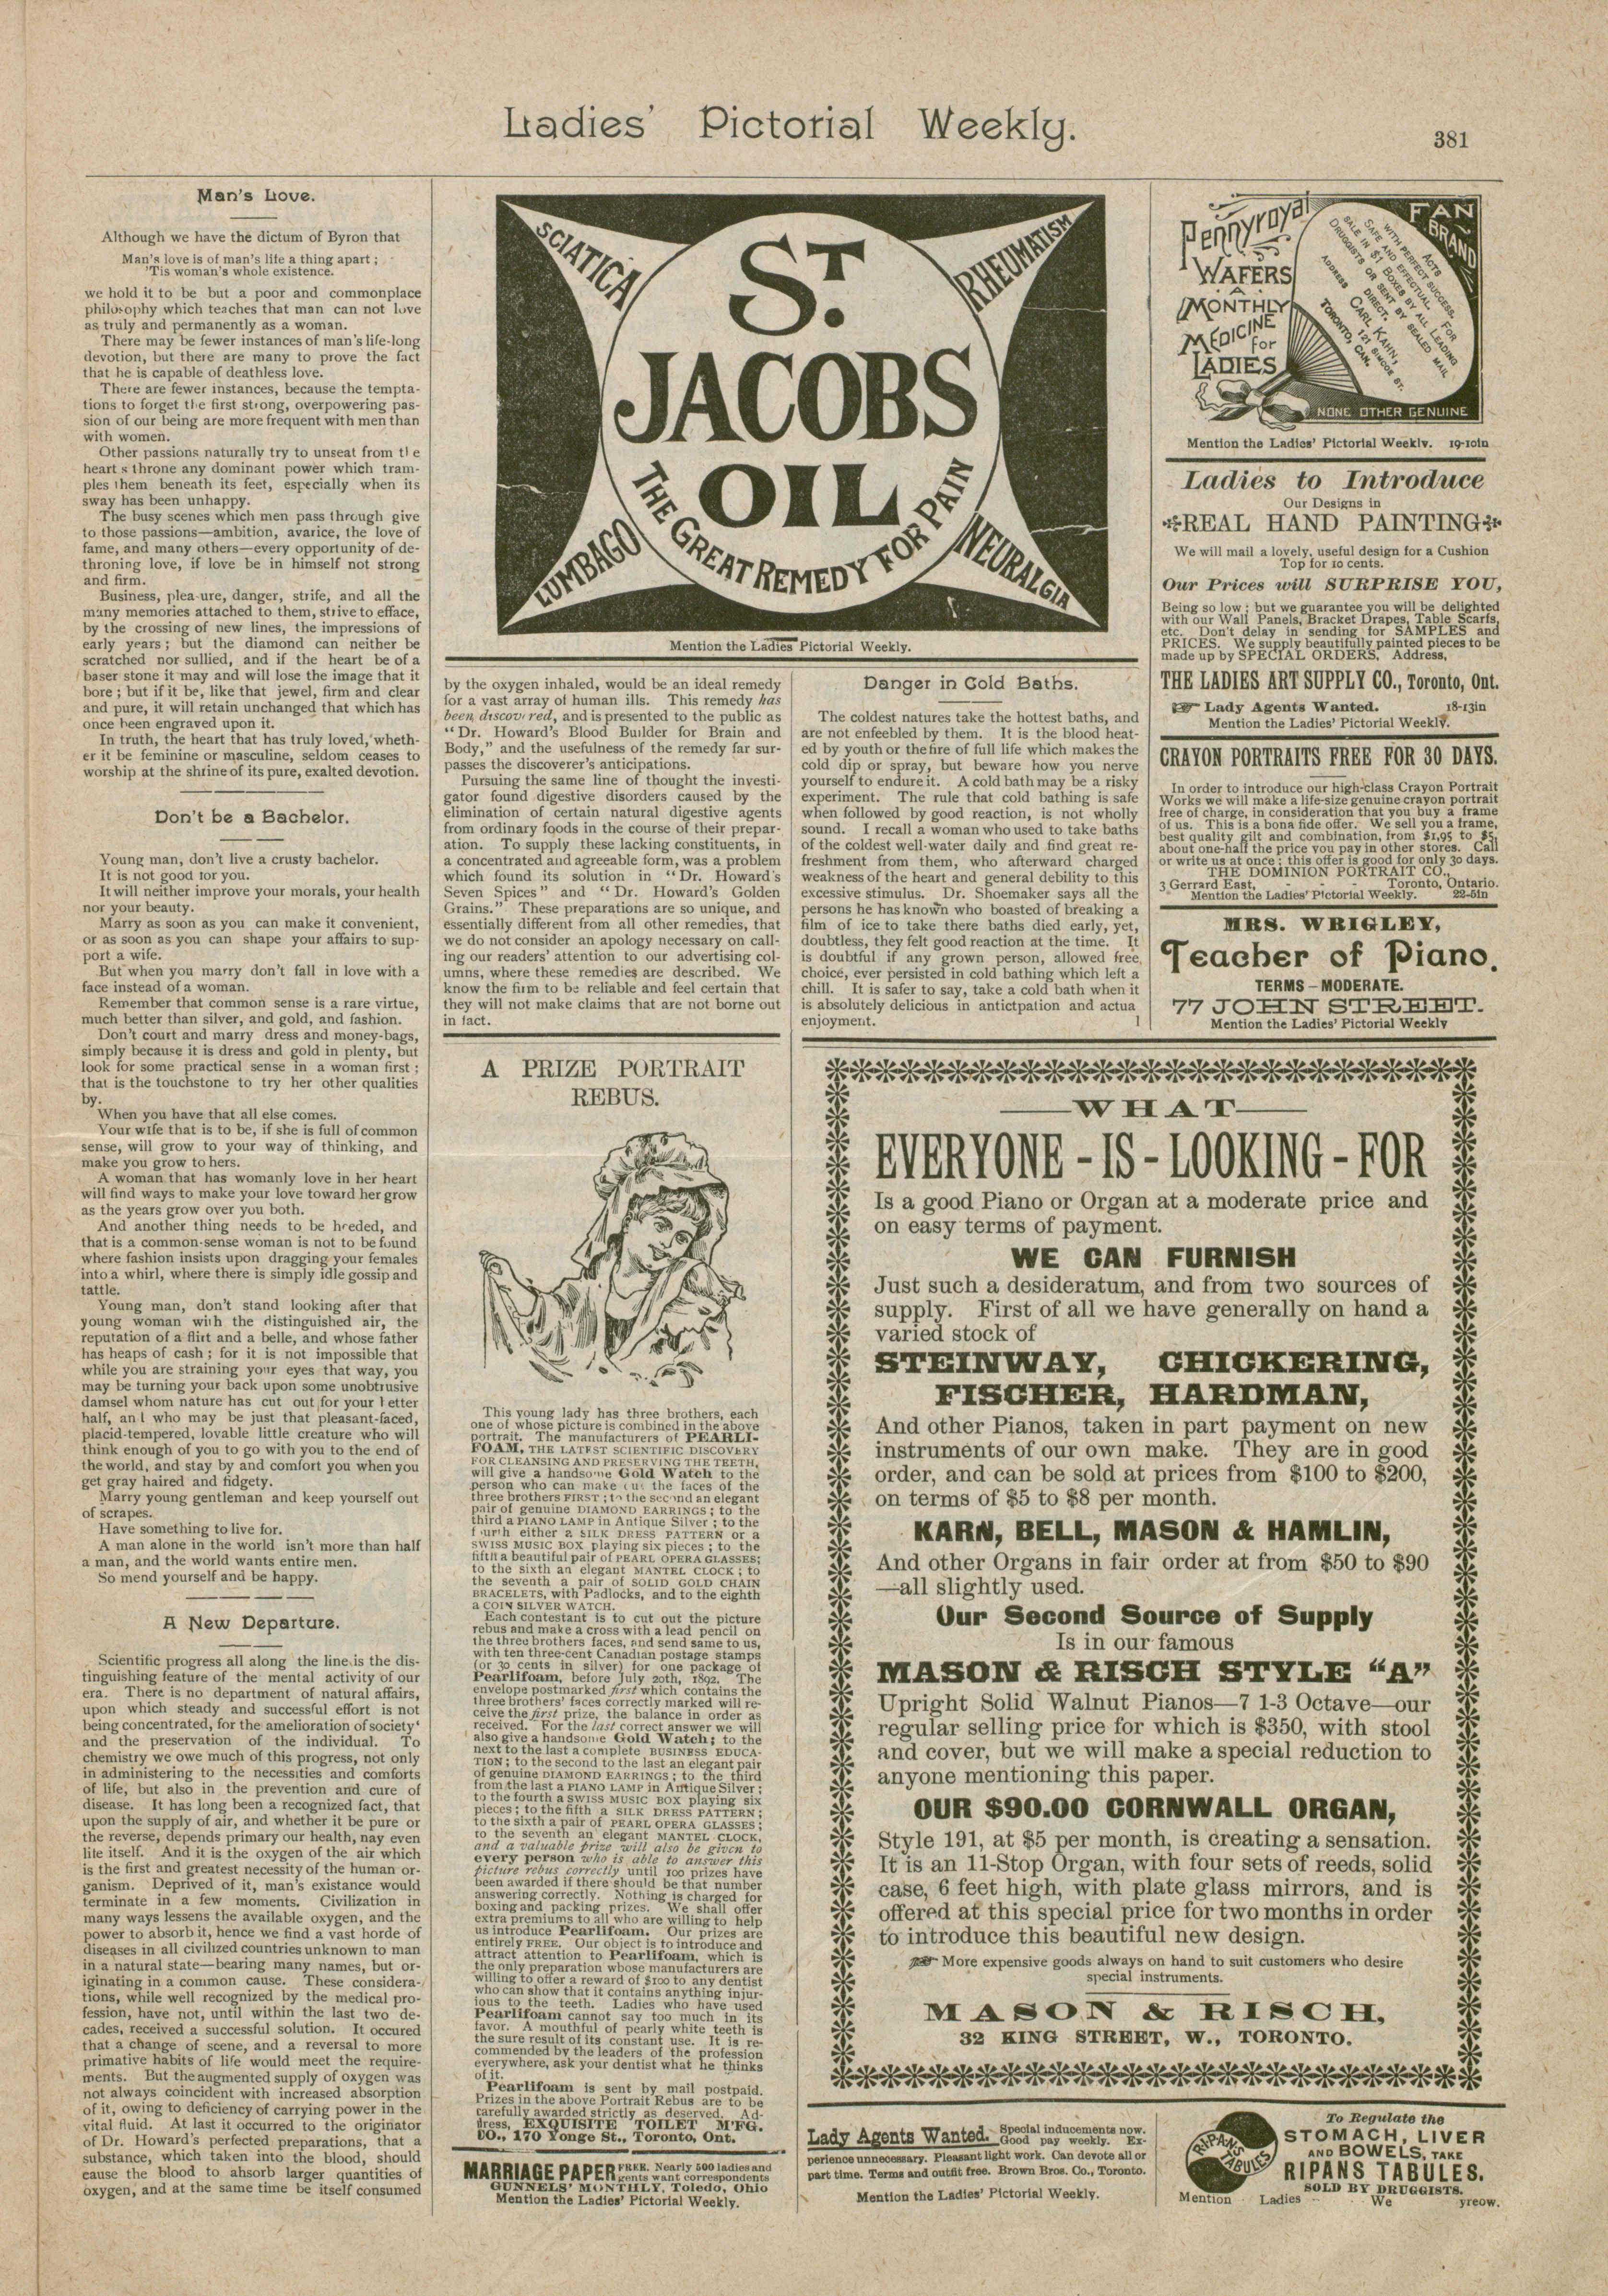 Ladies' Pictorial Weekly.
381
Man's Love.
Although we have the dictum of Byron that
Man's love is of man's life a thing apart ;
'Tis woman's whole existence.
we hold it to be but a poor and commonplace
philosophy which teaches that man can not love
as truly and permanently as a woman.
There may be fewer instances of man's life-long
devotion, but there are many to prove the fact
that he is capable of deathless love.
There are fewer instances, because the tempta-
tions to forget the first strong, overpowering pas-
sion of our being are more frequent with men than
with women.
Other passions naturally try to unseat from the
heart s throne any dominant power which tram-
ples them beneath its feet, especially when its
sway has been unhappy.
The busy scenes which men pass through give
to those passions—ambition, avarice, the love of
fame, and many others—every opportunity of de-
throning love, if love be in himself not strong
and firm.
Business, plea-ure, danger, strife, and all the
many memories attached to them, strive to efface,
by the crossing of new lines, the impressions of
early years ; but the diamond can neither be
scratched nor sullied, and if the heart be of a
baser stone it may and will lose the image that it
bore ; but if it be, like that jewel, firm and clear
and pure, it will retain unchanged that which has
once been engraved upon it.
In truth, the heart that has truly loved, wheth-
er it be feminine or masculine, seldom ceases to
worship at the shrine of its pure, exalted devotion.
Don't be a Bachelor.
Young man, don't live a crusty bachelor.
It is not good for you.
It will neither improve your morals, your health
nor your beauty.
Marry as soon as you can make it convenient,
or as soon as you can shape your affairs to sup-
port a wife.
But when you marry don't fall in love with a
face instead of a woman.
Remember that common sense is a rare virtue,
much better than silver, and gold, and fashion.
Don't court and marry dress and money-bags,
simply because it is dress and gold in plenty, but
look for some practical sense in a woman first ;
that is the touchstone to try her other qualities
by.
When you have that all else comes.
Your wife that is to be, if she is full of common
sense, will grow to your way of thinking, and
make you grow to hers.
A woman that has womanly love in her heart
will find ways to make your love toward her grow
as the years grow over you both.
And another thing needs to be heeded, and
that is a common-sense woman is not to be found
where fashion insists upon dragging your females
into a whirl, where there is simply idle gossip and
tattle.
Young man, don't stand looking after that
young woman with the distinguished air, the
reputation of a flirt and a belle, and whose father
has heaps of cash ; for it is not impossible that
while you are straining your eyes that way, you
may be turning your back upon some unobtrusive
damsel whom nature has cut out for your better
half, and who may be just that pleasant-faced,
placid-tempered, lovable little creature who will
think enough of you to go with you to the end of
the world, and stay by and comfort you when you
get gray haired and fidgety.
Marry young gentleman and keep yourself out
of scrapes.
Have something to live for.
A man alone in the world isn't more than half
a man, and the world wants entire men.
So mend yourself and be happy.
A New Departure.
Scientific progress all along the line is the dis-
tinguishing feature of the mental activity of our
era. There is no department of natural affairs,
upon which steady and successful effort is not
being concentrated, for the amelioration of society
and the preservation of the individual. To
chemistry we owe much of this progress, not only
in administering to the necessities and comforts
of life, but also in the prevention and cure of
disease. It has long been a recognized fact, that
upon the supply of air, and whether it be pure or
the reverse, depends primary our health, nay even
life itself. And it is the oxygen of the air which
is the first and greatest necessity of the human or-
ganism. Deprived of it, man's existance would
terminate in a few moments. Civilization in
many ways lessens the available oxygen, and the
power to absorb it, hence we find a vast horde of
diseases in all civilized countries unknown to man
in a natural state—bearing many names, but or-
iginating in a common cause. These considera-
tions, while well recognized by the medical pro-
fession, have not, until within the last two de-
cades, received a successful solution. It occured
that a change of scene, and a reversal to more
primative habits of life would meet the require-
ments. But the augmented supply of oxygen was
not always coincident with increased absorption
of it, owing to deficiency of carrying power in the
vital fluid. At last it occurred to the originator
of Dr. Howard's perfected preparations, that a
substance, which taken into the blood, should
cause the blood to absorb larger quantities of
oxygen, and at the same time be itself consumed
SCIATICA
RHEUMATISM
ST. JACOBS OIL
THE GREAT REMEDY FOR PAIN
LUMBAGO
NEURALGIA
Mention the Ladies Pictorial Weekly.
by the oxygen inhaled, would be an ideal remedy
for a vast array of human ills. This remedy has
been discov red, and is presented to the public as
"Dr. Howard's Blood Builder for Brain and
Body," and the usefulness of the remedy far sur-
passes the discoverer's anticipations.
Pursuing the same line of thought the investi-
gator found digestive disorders caused by the
elimination of certain natural digestive agents
from ordinary foods in the course of their prepar-
ation. To supply these lacking constituents, in
a concentrated and agreeable form, was a problem
which found its solution in "Dr. Howard's
Seven Spices" and "Dr. Howard's Golden
Grains." These preparations are so unique, and
essentially different from all other remedies, that
we do not consider an apology necessary on call-
ing our readers' attention to our advertising col-
umns, where these remedies are described. We
know the firm to be reliable and feel certain that
they will not make claims that are not borne out
in fact.
A PRIZE PORTRAIT
REBUS.
This young lady has three brothers, each
one of whose picture is combined in the above
portrait. The manufacturers of PEARLI-
FOAM, THE LATEST SCIENTIFIC DISCOVERY
FOR CLEANSING AND PRESERVING THE TEETH,
will give a handsome Gold Watch to the
person who can make out the faces of the
three brothers FIRST ; to the second an elegant
pair of genuine DIAMOND EARRINGS ; to the
third a PIANO LAMP in Antique Silver ; to the
fourth either a SILK DRESS PATTERN or a
SWISS MUSIC BOX playing six pieces ; to the
fifth a beautiful pair of PEARL OPERA GLASSES;
to the sixth an elegant MANTEL CLOCK ; to
the seventh a pair of SOLID GOLD CHAIN
BRACELETS, with Padlocks, and to the eighth
a COIN SILVER WATCH.
Each contestant is to cut out the picture
rebus and make a cross with a lead pencil on
the three brothers faces, and send same to us,
with ten three-cent Canadian postage stamps
(or 30 cents in silver) for one package of
Pearlifoam, before July 20th, 1892. The
envelope postmarked first which contains the
three brothers' faces correctly marked will re-
ceive the first prize, the balance in order as
received. For the last correct answer we will
also give a handsome Gold Watch; to the
next to the last a complete BUSINESS EDUCA-
TION ; to the second to the last an elegant pair
of genuine DIAMOND EARRINGS ; to the third
from the last a PIANO LAMP in Antique Silver ;
to the fourth a SWISS MUSIC BOX playing six
pieces ; to the fifth a SILK DRESS PATTERN ;
to the sixth a pair of PEARL OPERA GLASSES ;
to the seventh an elegant MANTEL CLOCK,
and a valuable prize will also be given to
every person who is able to answer this
picture rebus correctly until 100 prizes have
been awarded if there should be that number
answering correctly. Nothing is charged for
boxing and packing prizes. We shall offer
extra premiums to all who are willing to help
us introduce Pearlifoam. Our prizes are
entirely FREE. Our object is to introduce and
attract attention to Pearlifoam, which is
the only preparation whose manufacturers are
willing to offer a reward of $100 to any dentist
who can show that it contains anything injur-
ious to the teeth. Ladies who have used
Pearlifoam cannot say too much in its
favor. A mouthful of pearly white teeth is
the sure result of its constant use. It is re-
commended by the leaders of the profession
everywhere, ask your dentist what he thinks
of it.
Pearlifoam is sent by mail postpaid.
Prizes in the above Portrait Rebus are to be
carefully awarded strictly as deserved. Ad-
dress, EXQUISITE TOILET M'FG.
CO., 170 Yonge St., Toronto, Ont.
MARRIAGE PAPER FREE. Nearly 500 ladies and
gents want correspondents
GUNNELS' MONTHLY, Toledo, Ohio
Mention the Ladies' Pictorial Weekly.
Danger in Cold Baths.
The coldest natures take the hottest baths, and
are not enfeebled by them. It is the blood heat-
ed by youth or the fire of full life which makes the
cold dip or spray, but beware how you nerve
yourself to endure it. A cold bath may be a risky
experiment. The rule that cold bathing is safe
when followed by good reaction, is not wholly
sound. I recall a woman who used to take baths
of the coldest well-water daily and find great re-
freshment from them, who afterward charged
weakness of the heart and general debility to this
excessive stimulus. Dr. Shoemaker says all the
persons he has known who boasted of breaking a
film of ice to take there baths died early, yet,
doubtless, they felt good reaction at the time. It
is doubtful if any grown person, allowed free
choice, ever persisted in cold bathing which left a
chill. It is safer to say, take a cold bath when it
is absolutely delicious in antictpation and actua
enjoyment. l
Pennyroyal
WAFERS
A
MONTHLY
MEDICINE
for
LADIES
FAN
BRAND
ACTS
WITH PERFECT SUCCESS.
SAFE AND EFFECTUAL. FOR
SALE IN $1 BOXES BY ALL LEADING
DRUGGISTS OR SENT BY SEALED MAIL
DIRECT.
ADDRESS CARL KAHN,
121 SIMCOE ST.
TORONTO, CAN.
NONE OTHER GENUINE
Mention the Ladies' Pictorial Weekly. 19-10in
Ladies to Introduce
Our Designs in
REAL HAND PAINTING
We will mail a lovely, useful design for a Cushion
Top for 10 cents.
Our Prices will SURPRISE YOU,
Being so low ; but we guarantee you will be delighted
with our Wall Panels, Bracket Drapes, Table Scarfs,
etc. Don't delay in sending for SAMPLES and
PRICES. We supply beautifully painted pieces to be
made up by SPECIAL ORDERS, Address,
THE LADIES ART SUPPLY CO., Toronto, Ont.
☞ Lady Agents Wanted. 18-13in
Mention the Ladies' Pictorial Weekly.
CRAYON PORTRAITS FREE FOR 30 DAYS.
In order to introduce our high-class Crayon Portrait
Works we will make a life-size genuine crayon portrait
free of charge, in consideration that you buy a frame
of us. This is a bona fide offer. We sell you a frame,
best quality gilt and combination, from $1.95 to $5,
about one-half the price you pay in other stores. Call
or write us at once ; this offer is good for only 30 days.
THE DOMINION PORTRAIT CO.,
3 Gerrard East, - - - Toronto, Ontario.
Mention the Ladies' Pictorial Weekly. 22-5in
MRS. WRIGLEY,
Teacher of Piano.
TERMS – MODERATE.
77 JOHN STREET.
Mention the Ladies' Pictorial Weekly
WHAT
EVERYONE - IS - LOOKING - FOR
Is a good Piano or Organ at a moderate price and
on easy terms of payment.
WE CAN FURNISH
Just such a desideratum, and from two sources of
supply. First of all we have generally on hand a
varied stock of
STEINWAY, CHICKERING,
FISCHER, HARDMAN,
And other Pianos, taken in part payment on new
instruments of our own make. They are in good
order, and can be sold at prices from $100 to $200,
on terms of $5 to $8 per month.
KARN, BELL, MASON & HAMLIN,
And other Organs in fair order at from $50 to $90
—all slightly used.
Our Second Source of Supply
Is in our famous
MASON & RISCH STYLE "A"
Upright Solid Walnut Pianos—7 1-3 Octave—our
regular selling price for which is $350, with stool
and cover, but we will make a special reduction to
anyone mentioning this paper.
OUR $90.00 CORNWALL ORGAN,
Style 191, at $5 per month, is creating a sensation.
It is an 11-Stop Organ, with four sets of reeds, solid
case, 6 feet high, with plate glass mirrors, and is
offered at this special price for two months in order
to introduce this beautiful new design.
☞ More expensive goods always on hand to suit customers who desire
special instruments.
MASON & RISCH,
32 KING STREET, W., TORONTO.
Lady Agents Wanted. Special inducements now.
Good pay weekly. Ex-
perience unnecessary. Pleasant light work. Can devote all or
part time. Terms and outfit free. Brown Bros. Co., Toronto.
Mention the Ladies' Pictorial Weekly.
RIPANS TABULES
To Regulate the
STOMACH, LIVER
AND BOWELS, TAKE
RIPANS TABULES.
SOLD BY DRUGGISTS.
Mention Ladies We yreow.